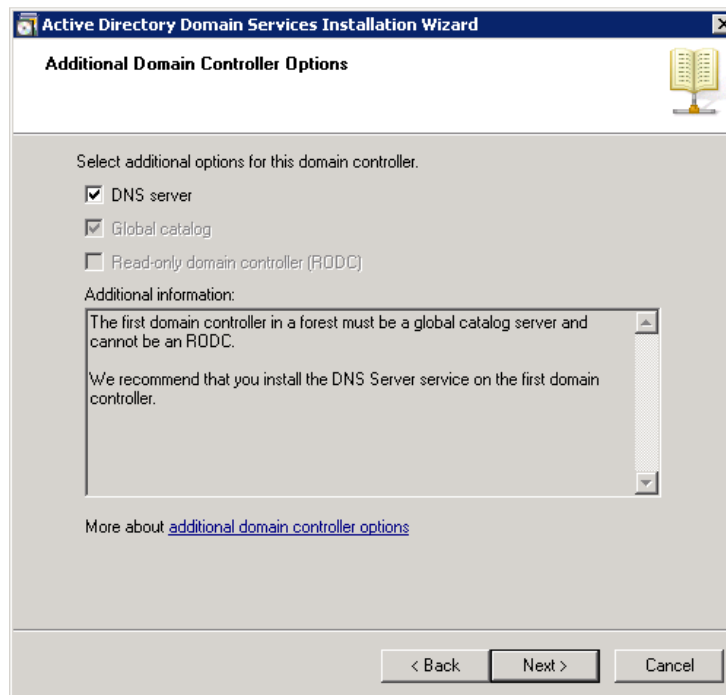 Active Directory Domain Services Installation Wizard
Additional Domain Controller Options
Select additional options for this domain controller.
DNS server
Global catalog
Read-only domain controller (RODC)
Additional information:
The first domain controller in a forest must be a global catalog server and
cannot be an RODC.
We recommend that you install the DNS Server service on the first domain
controller.
More about additional domain controller options
< Back
Next >
Cancel